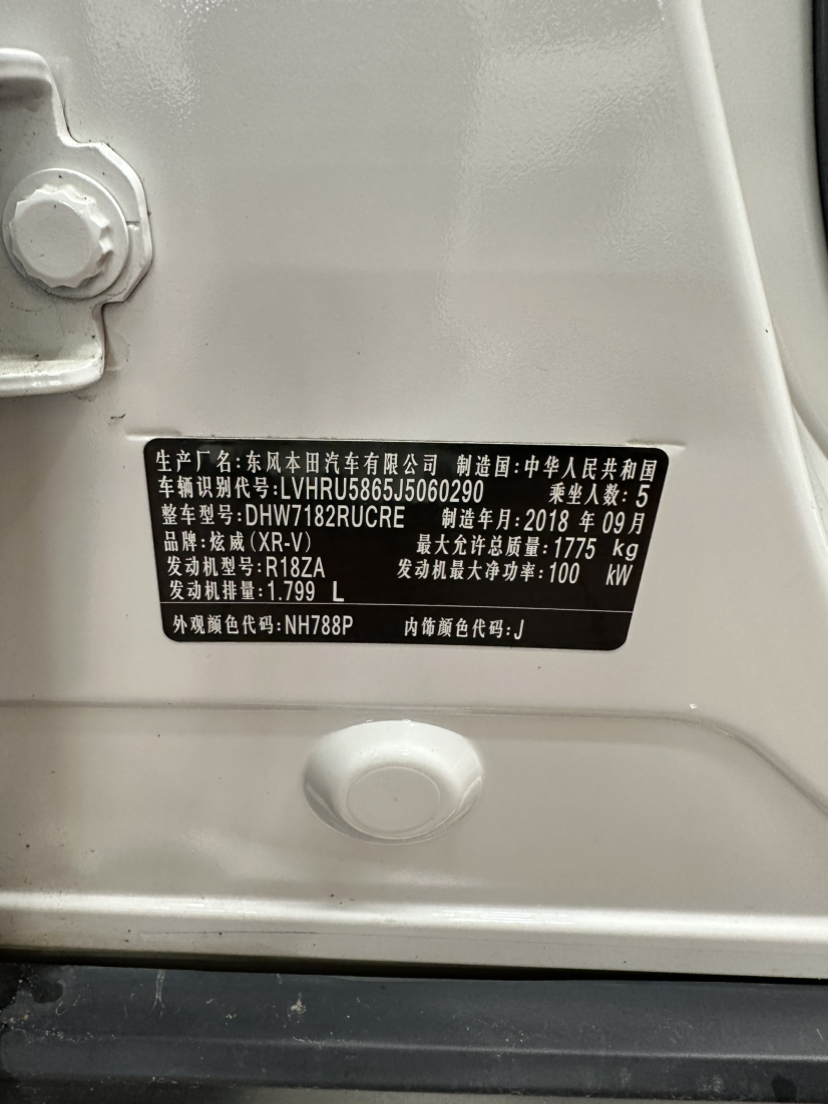 生产厂名:东风本田汽车有限公司 制造国:中华人民共和国
车辆识别代号:LVHRU5865J5060290 乘坐人数:5
整车型号:DHW7182RUCRE 制造年月:2018 年 09月
品牌:炫威(XR-V) 最大允许总质量:1775 kg
发动机型号:R18ZA 发动机最大净功率:100 kW
发动机排量:1.799 L
外观颜色代码:NH788P 内饰颜色代码:J